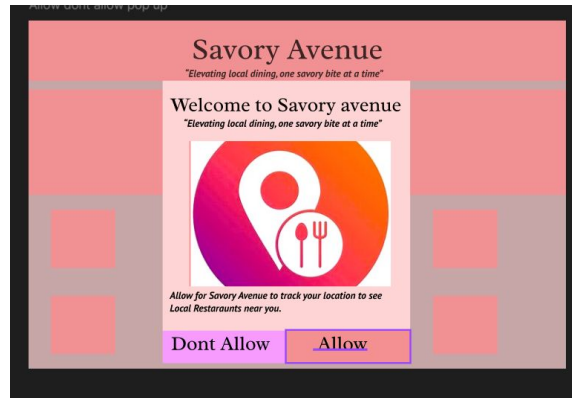 Allow dont allow pop up
Savory Avenue
"Elevating local dining, one savory bite at a time"
Welcome to Savory avenue
"Elevating local dining, one savory bite at a time"
Allow for Savory Avenue to track your location to see
Local Restaraunts near you.
Dont Allow
Allow